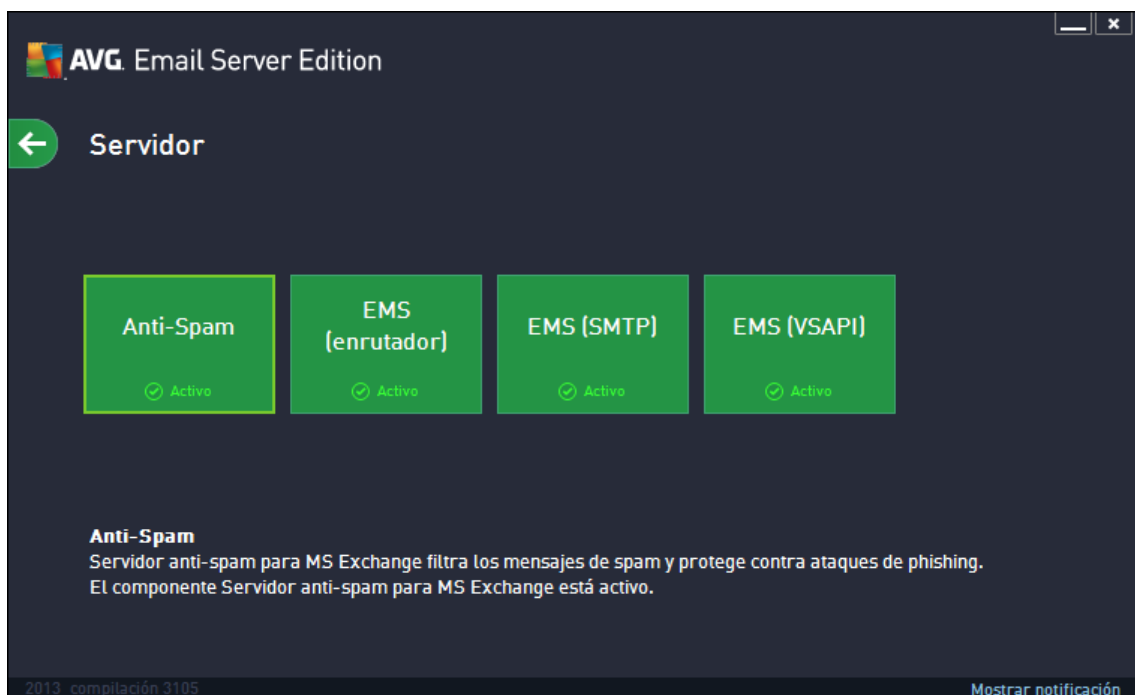 AVG. Email Server Edition
Servidor
Anti-Spam
Activo
EMS
(enrutador)
Activo
EMS (SMTP)
Activo
EMS (VSAPI)
Activo
Anti-Spam
Servidor anti-spam para MS Exchange filtra los mensajes de spam y protege contra ataques de phishing.
El componente Servidor anti-spam para MS Exchange está activo.
2013 compilación 3105
Mostrar notificación